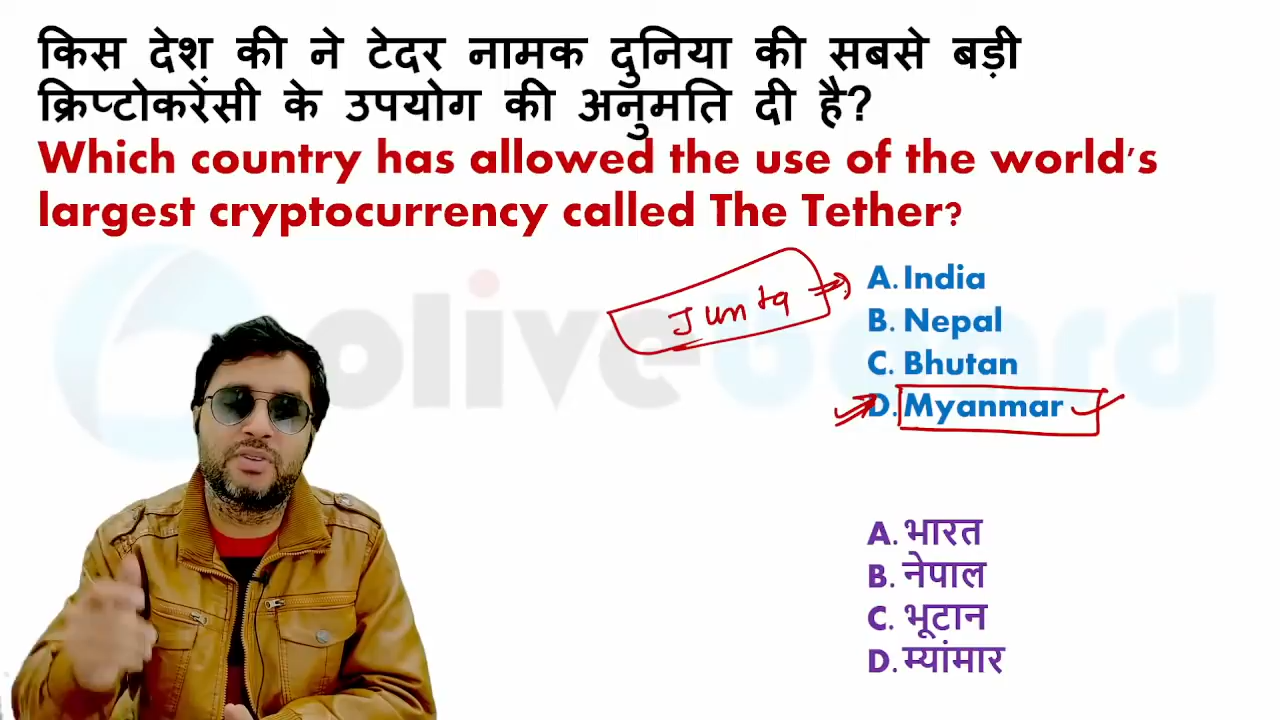 किस देश की ने टेदर नामक दुनिया की सबसे बड़ी
क्रिप्टोकरेंसी के उपयोग की अनुमति दी है?
Which country has allowed the use of the world's
largest cryptocurrency called The Tether?
Junta
A. India
B. Nepal
C. Bhutan
D. Myanmar
oliveboard
A. भारत
B. नेपाल
C. भूटान
D. म्यांमार